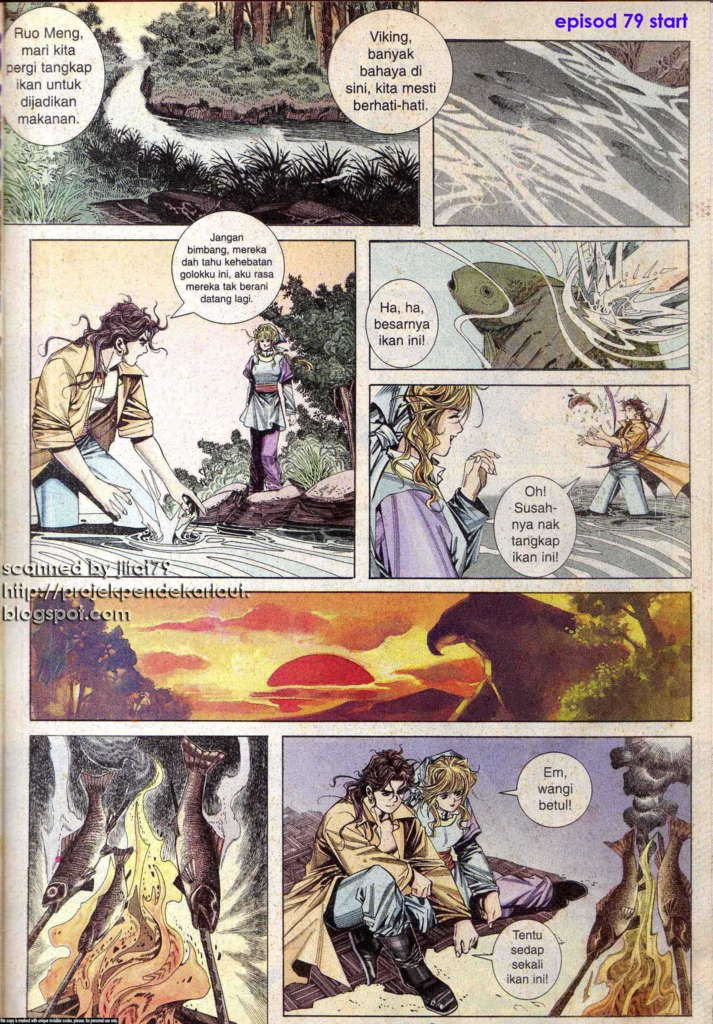 episod 79 start
Ruo Meng,
mari kita
pergi tangkap
ikan untuk
dijadikan
makanan.
Viking,
banyak
bahaya di
sini, kita mesti
berhati-hati.
Jangan
bimbang, mereka
dah tahu kehebatan
golokku ini, aku rasa
mereka tak berani
datang lagi.
Ha, ha,
besarnya
ikan ini!
Oh!
Susah-
nya nak
tangkap
ikan ini!
scanned by jifai79
http://projekpendekarlaut.
blogspot.com
Em,
wangi
betul!
Tentu
sedap
sekali
ikan ini!